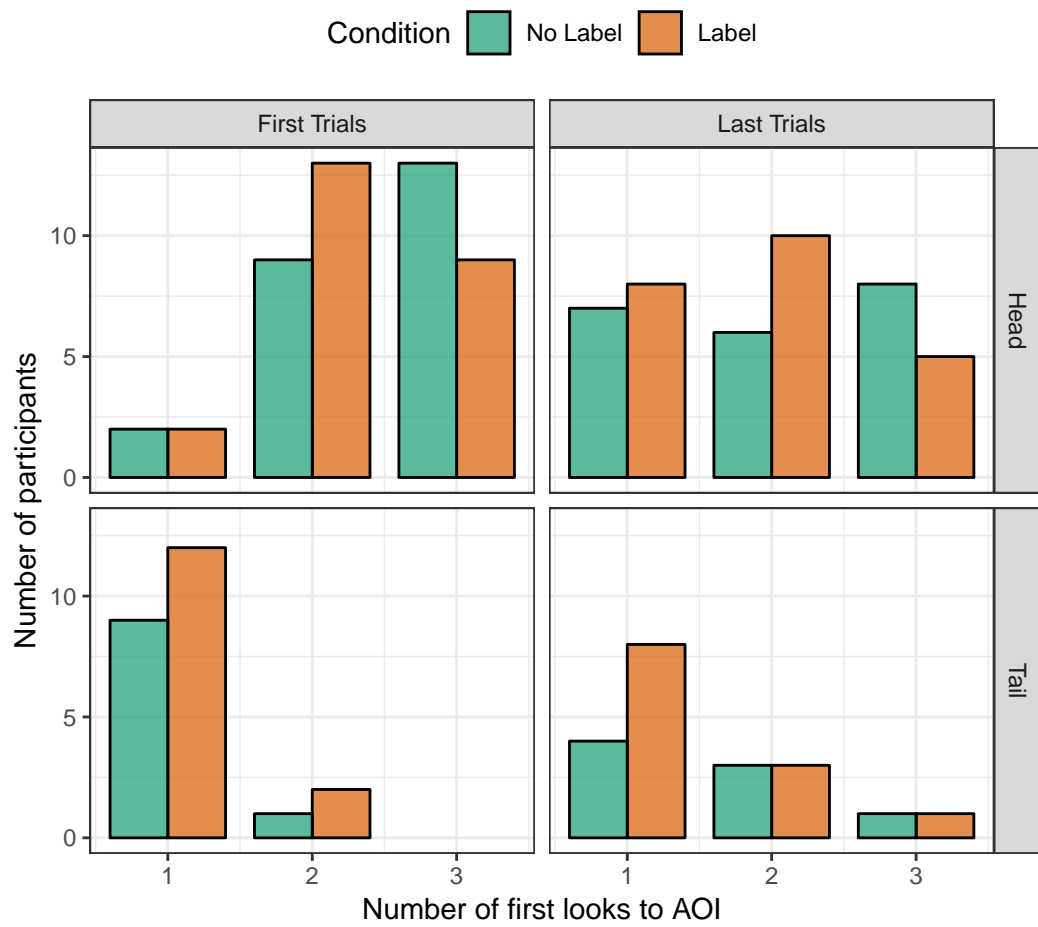 Condition No Label Label
First Trials Last Trials
10
5
0
Head
10
5
0
Tail
1 2 3 1 2 3
Number of first looks to AOI
Number of participants